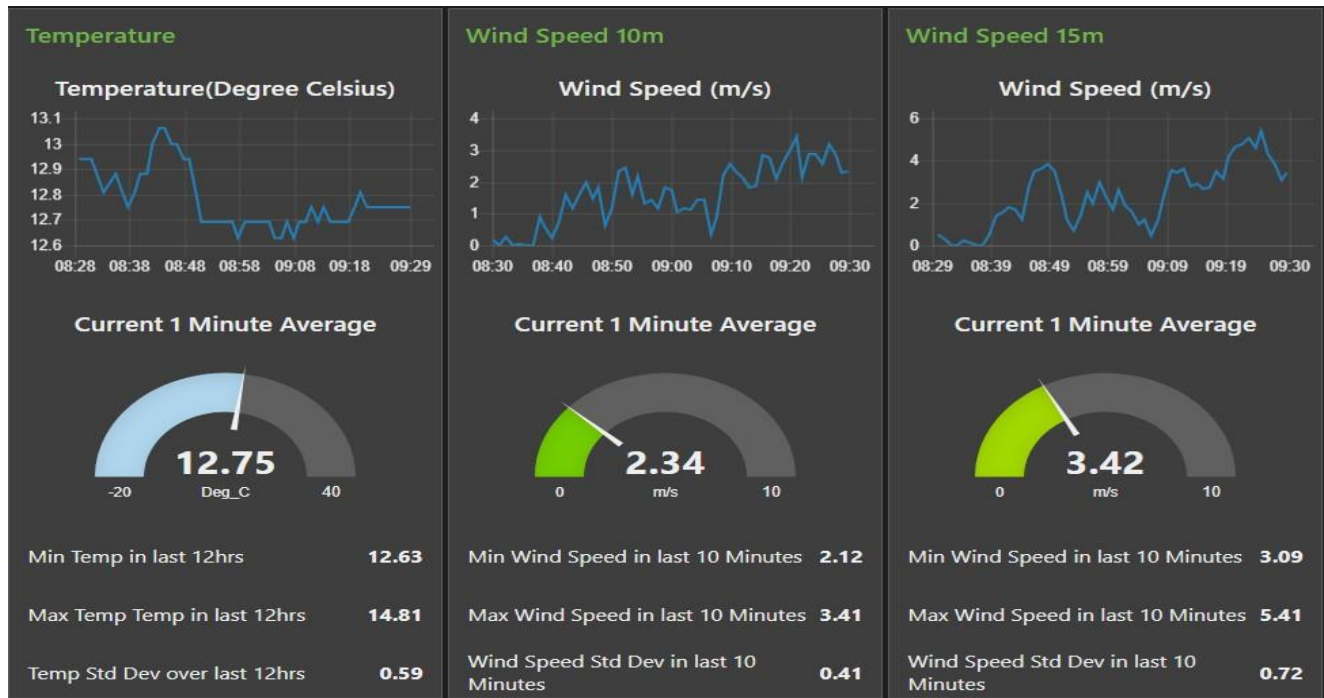 Temperature
Temperature(Degree Celsius)
13.1
13
12.9
12.8
12.7
12.6
08:28 08:38 08:48 08:58 09:08 09:18 09:29
Current 1 Minute Average
12.75
-20 Deg_C 40
Min Temp in last 12hrs 12.63
Max Temp Temp in last 12hrs 14.81
Temp Std Dev over last 12hrs 0.59
Wind Speed 10m
Wind Speed (m/s)
4
3
2
1
0
08:30 08:40 08:50 09:00 09:10 09:20 09:30
Current 1 Minute Average
2.34
0 m/s 10
Min Wind Speed in last 10 Minutes 2.12
Max Wind Speed in last 10 Minutes 3.41
Wind Speed Std Dev in last 10
Minutes 0.41
Wind Speed 15m
Wind Speed (m/s)
6
4
2
0
08:29 08:39 08:49 08:59 09:09 09:19 09:30
Current 1 Minute Average
3.42
0 m/s 10
Min Wind Speed in last 10 Minutes 3.09
Max Wind Speed in last 10 Minutes 5.41
Wind Speed Std Dev in last 10
Minutes 0.72